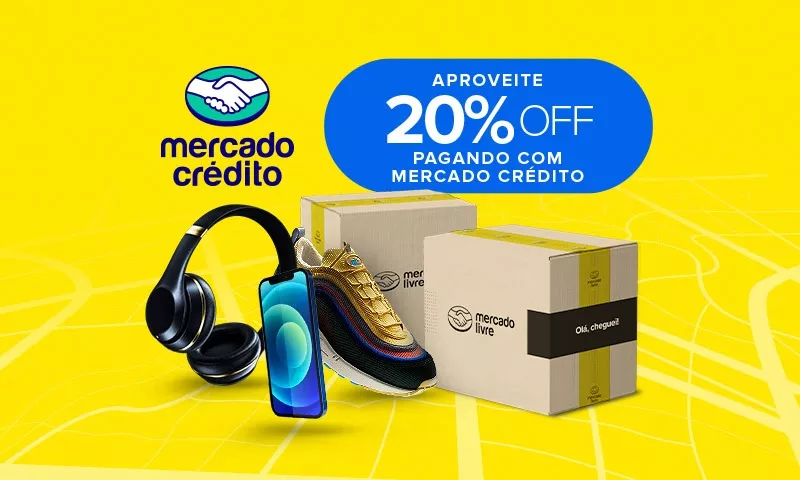 mercado
crédito
APROVEITE
20% OFF
PAGANDO COM
MERCADO CRÉDITO
mercado
livre
mercado
livre
Olá, cheguei!